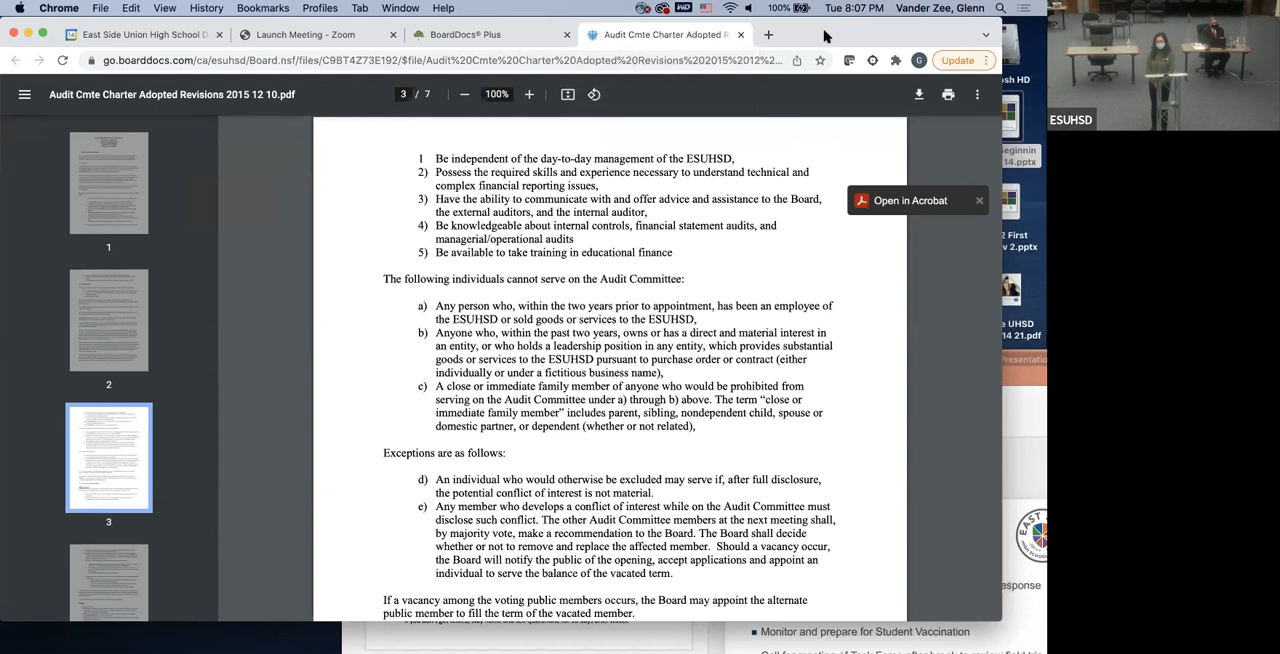 Chrome File Edit View History Bookmarks Profiles Tab Window Help 100% Tue 8:07 PM Vander Zee, Glenn
East Side Union High School D Launch Meeting - Zoom BoardDocs® Plus Audit Cmte Charter Adopted R
go.boarddocs.com/ca/esuhsd/Board.nsf/files/C9BT4Z73E192/$file/Audit%20Cmte%20Charter%20Adopted%20Revisions%202015%2012%2... G Update
Audit Cmte Charter Adopted Revisions 2015 12 10.pdf 3 / 7 100%
1
2
3
1 Be independent of the day-to-day management of the ESUHSD,
2) Possess the required skills and experience necessary to understand technical and
complex financial reporting issues,
3) Have the ability to communicate with and offer advice and assistance to the Board,
the external auditors, and the internal auditor,
4) Be knowledgeable about internal controls, financial statement audits, and
managerial/operational audits
5) Be available to take training in educational finance
The following individuals cannot serve on the Audit Committee:
a) Any person who, within the two years prior to appointment, has been an employee of
the ESUHSD or sold goods or services to the ESUHSD,
b) Anyone who, within the past two years, owns or has a direct and material interest in
an entity, or who holds a leadership position in any entity, which provides substantial
goods or services to the ESUHSD pursuant to purchase order or contract (either
individually or under a fictitious business name),
c) A close or immediate family member of anyone who would be prohibited from
serving on the Audit Committee under a) through b) above. The term “close or
immediate family member” includes parent, sibling, nondependent child, spouse or
domestic partner, or dependent (whether or not related),
Exceptions are as follows:
d) An individual who would otherwise be excluded may serve if, after full disclosure,
the potential conflict of interest is not material.
e) Any member who develops a conflict of interest while on the Audit Committee must
disclose such conflict. The other Audit Committee members at the next meeting shall,
by majority vote, make a recommendation to the Board. The Board shall decide
whether or not to remove and replace the affected member. Should a vacancy occur,
the Board will notify the public of the opening, accept applications and appoint an
individual to serve the balance of the vacated term.
If a vacancy among the voting public members occurs, the Board may appoint the alternate
public member to fill the term of the vacated member.
Open in Acrobat
ESUHSD
osh HD
eginnin
14.pptx
2 First
v 2.pptx
e UHSD
14 21.pdf
Presentatio
EAST
HIGH SCHOO
esponse
Monitor and prepare for Student Vaccination